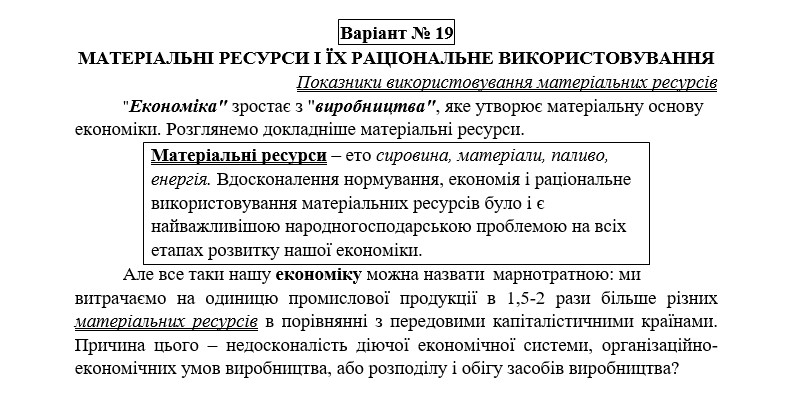 Варіант № 19
МАТЕРІАЛЬНІ РЕСУРСИ І ЇХ РАЦІОНАЛЬНЕ ВИКОРИСТОВУВАННЯ
Показники використовування матеріальних ресурсів
"Економіка" зростає з "виробництва", яке утворює матеріальну основу
економіки. Розглянемо докладніше матеріальні ресурси.
Матеріальні ресурси – ето сировина, матеріали, паливо,
енергія. Вдосконалення нормування, економія і раціональне
використовування матеріальних ресурсів було і є
найважливішою народногосподарською проблемою на всіх
етапах розвитку нашої економіки.
Але все таки нашу економіку можна назвати марнотратною: ми
витрачаємо на одиницю промислової продукції в 1,5-2 рази більше різних
матеріальних ресурсів в порівнянні з передовими капіталістичними країнами.
Причина цього – недосконалість діючої економічної системи, організаційно-
економічних умов виробництва, або розподілу і обігу засобів виробництва?